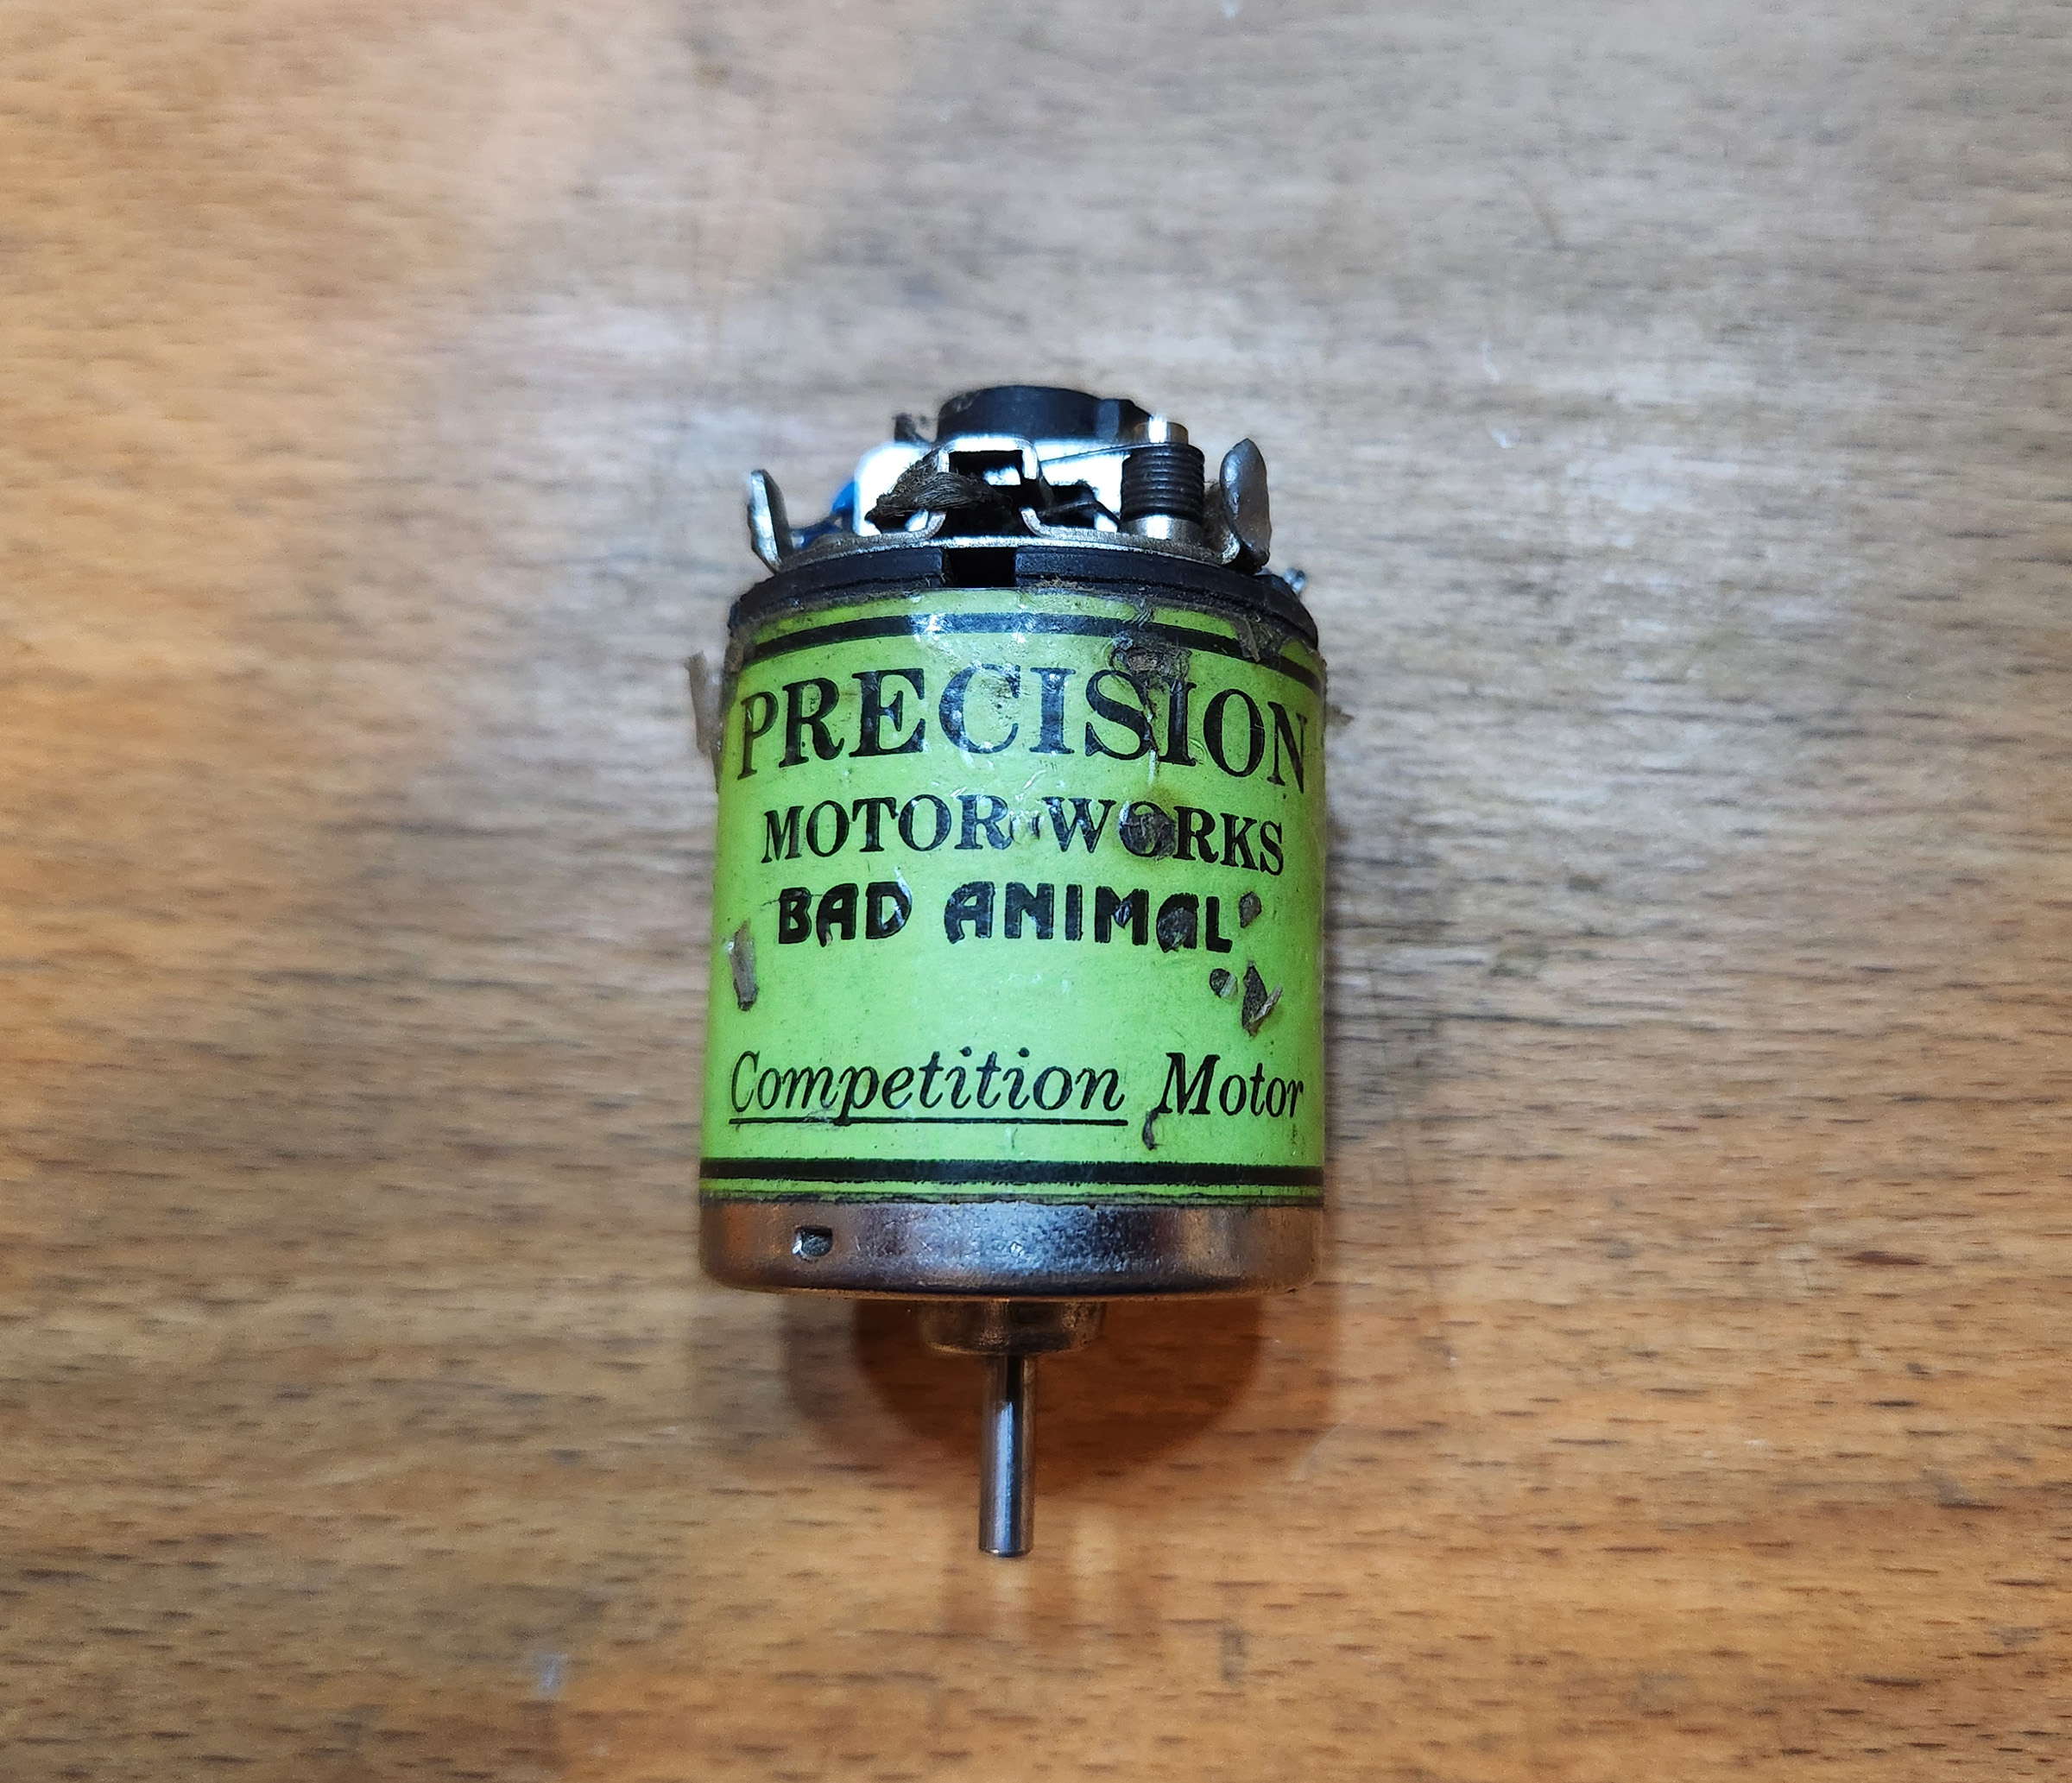 PRECISION
MOTOR WORKS
BAD ANIMAL
Competition Motor